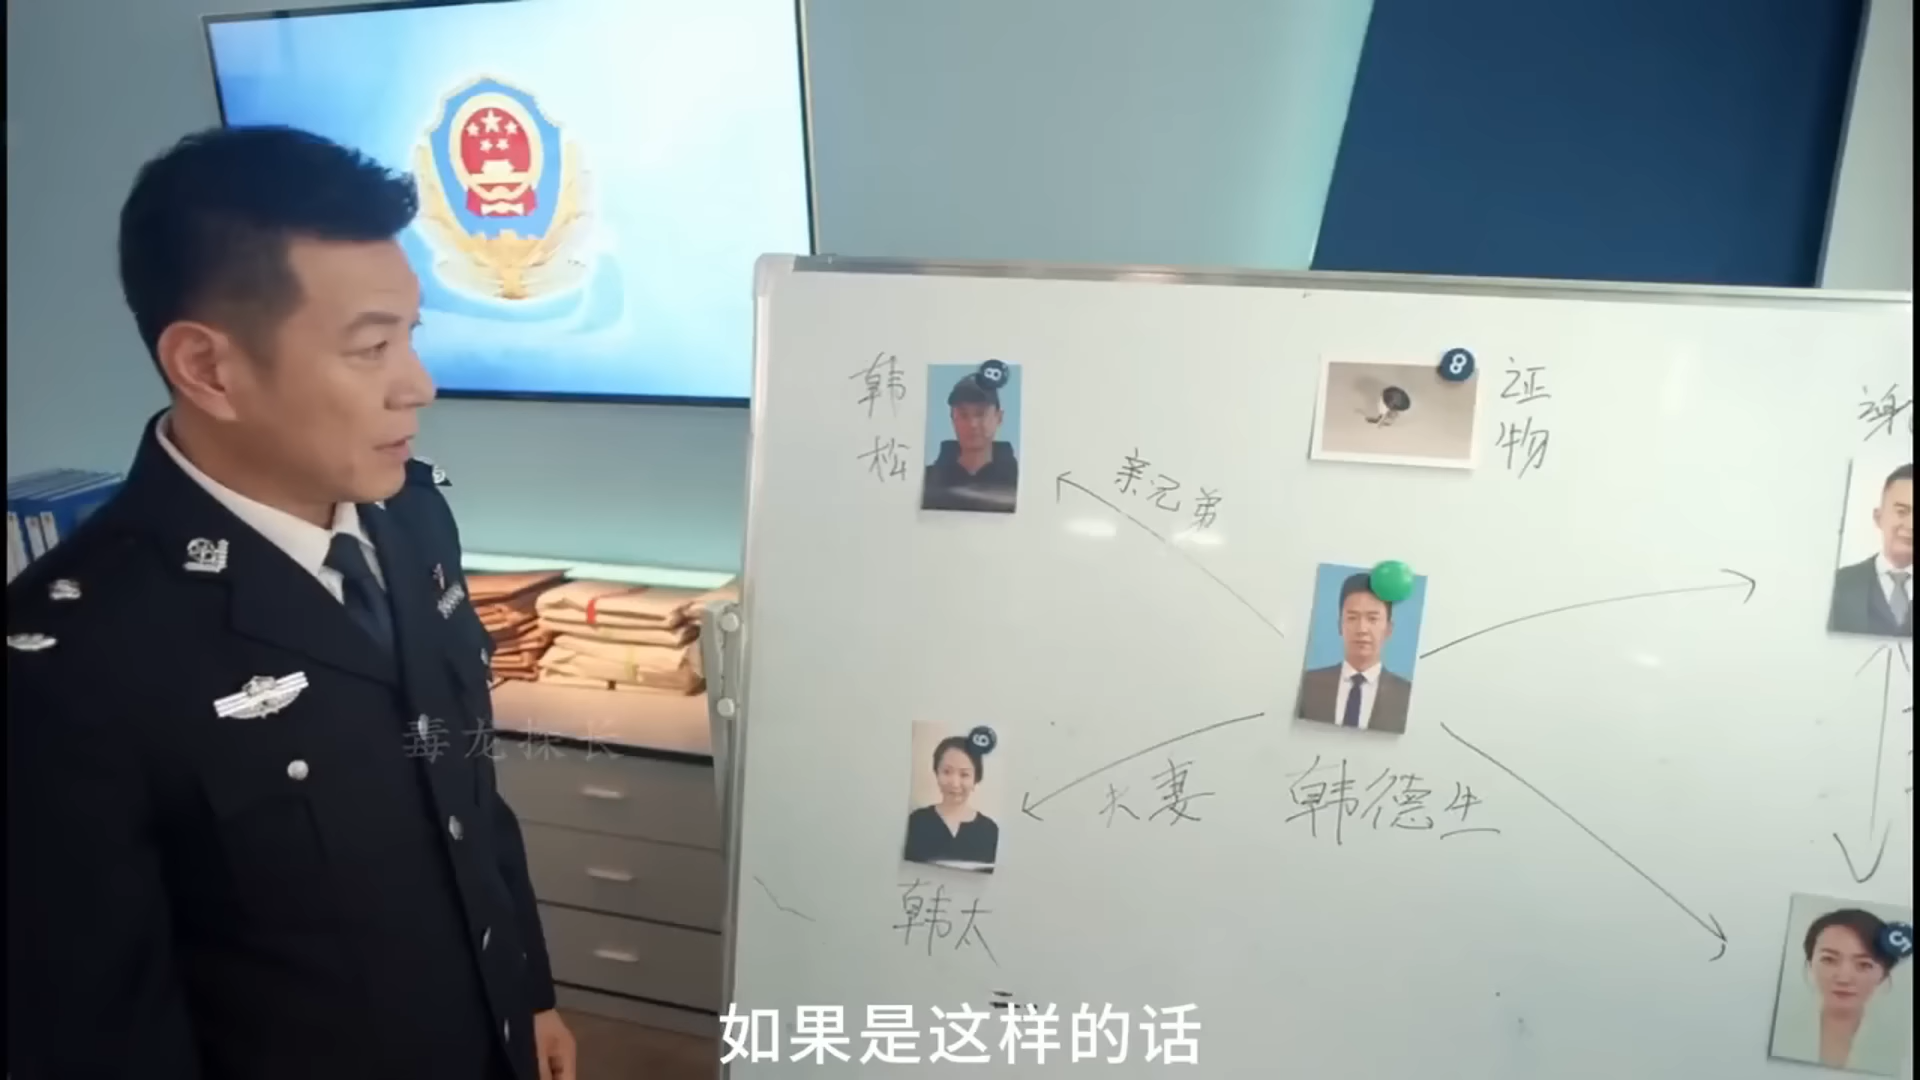 韩松
亲兄弟
证物
谢
夫妻
韩德生
韩太
毒龙探长
如果是这样的话